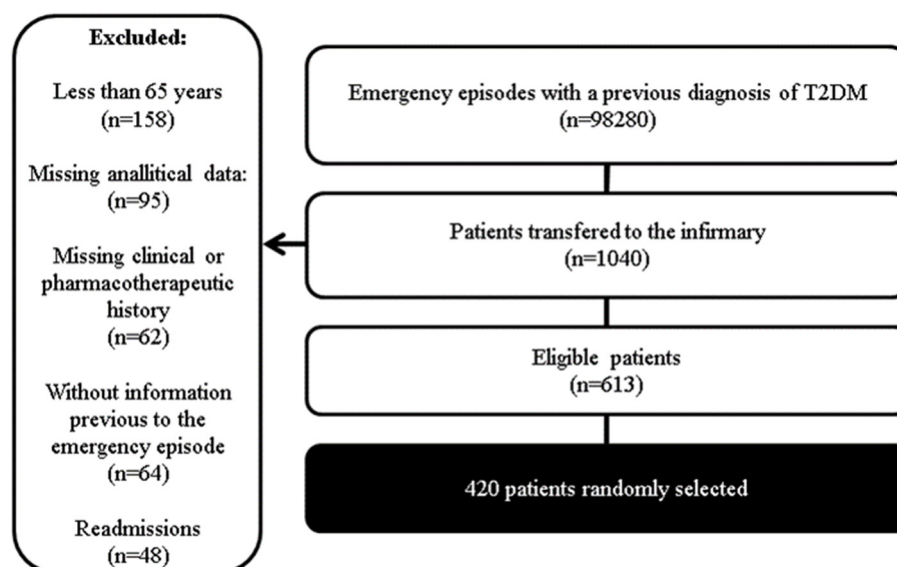 Excluded:
Less than 65 years
(n=158)
Missing anallitical data:
(n=95)
Missing clinical or
pharmacotherapeutic
history
(n=62)
Without information
previous to the
emergency episode
(n=64)
Readmissions
(n=48)
Emergency episodes with a previous diagnosis of T2DM
(n=98280)
Patients transfered to the infirmary
(n=1040)
Eligible patients
(n=613)
420 patients randomly selected